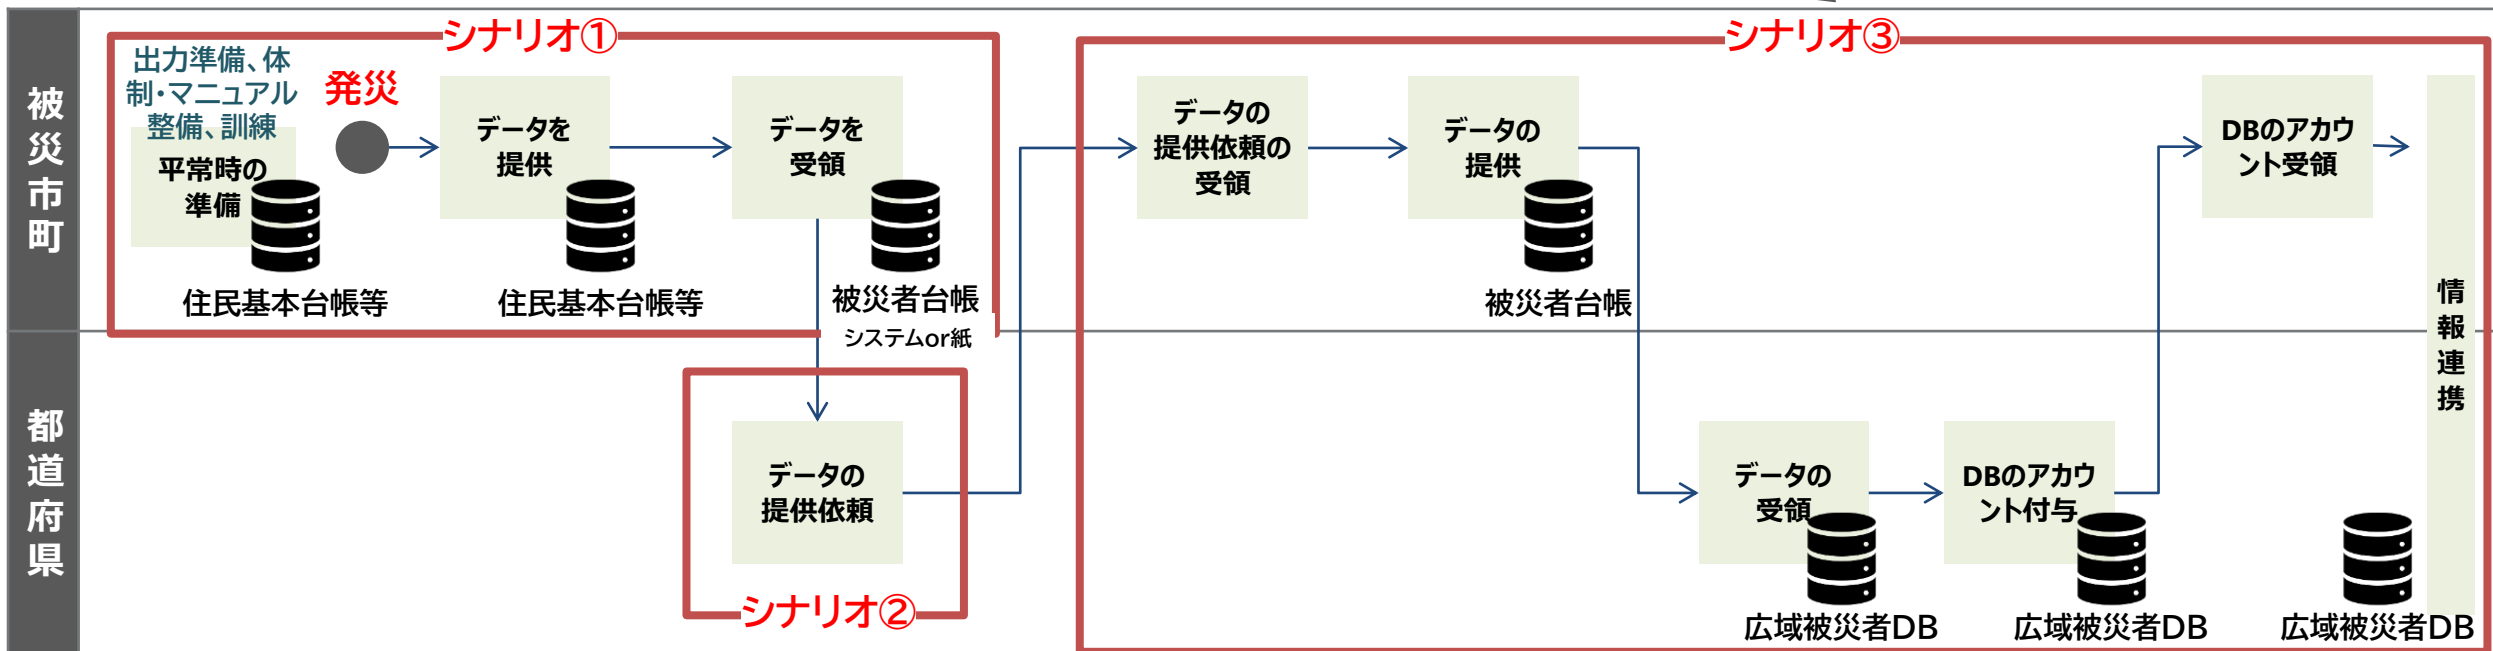 被災市町
シナリオ①
出力準備、体
制・マニュアル
整備、訓練
平常時の
準備
住民基本台帳等
発災
データを
提供
住民基本台帳等
データを
受領
被災者台帳
システムor紙
シナリオ③
データの
提供依頼の
受領
データの
提供
被災者台帳
DBのアカウ
ント受領
情報連携
都道府県
データの
提供依頼
シナリオ②
データの
受領
広域被災者DB
DBのアカウ
ント付与
広域被災者DB
広域被災者DB